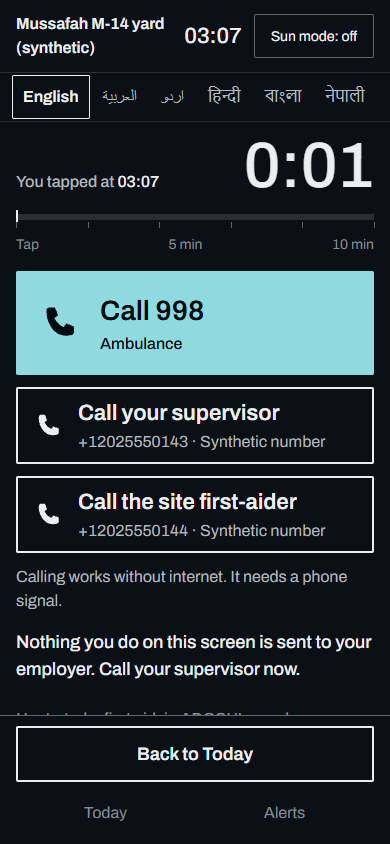 Mussafah M-14 yard
(synthetic)
03:07
Sun mode: off
English
العربية
اردو
हिन्दी
বাংলা
नेपाली
You tapped at 03:07
0:01
Tap
5 min
10 min
Call 998
Ambulance
Call your supervisor
+12025550143 · Synthetic number
Call the site first-aider
+12025550144 · Synthetic number
Calling works without internet. It needs a phone
signal.
Nothing you do on this screen is sent to your
employer. Call your supervisor now.
Back to Today
Today
Alerts